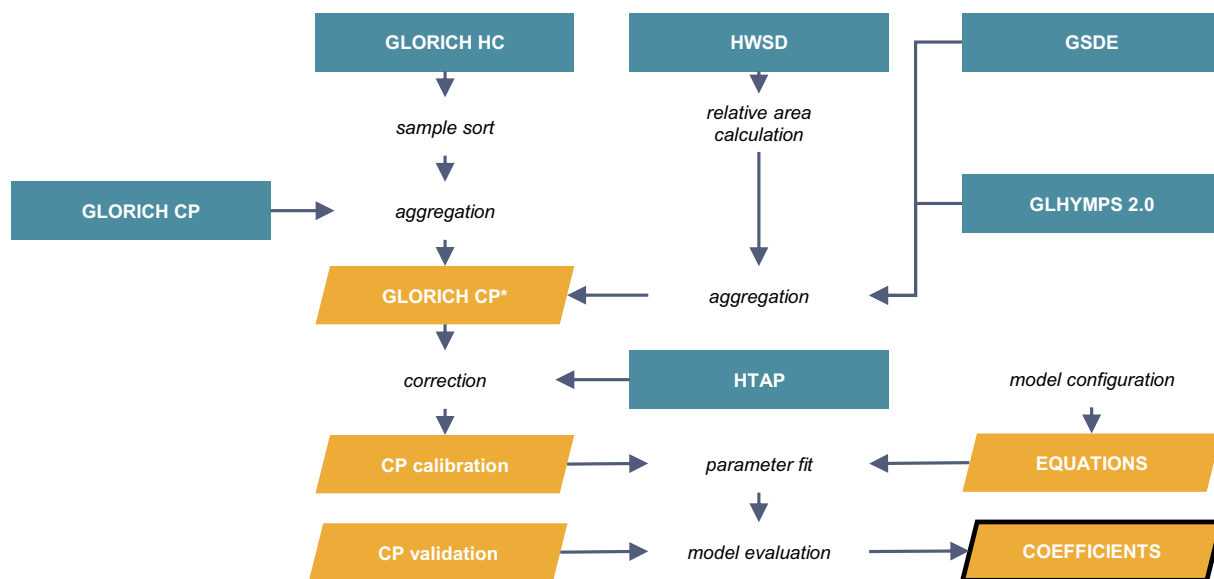 GLORICH HC
HWSD
GSDE
sample sort
relative area
calculation
GLORICH CP
aggregation
GLHYMPS 2.0
GLORICH CP*
aggregation
correction
HTAP
model configuration
CP calibration
parameter fit
EQUATIONS
CP validation
model evaluation
COEFFICIENTS